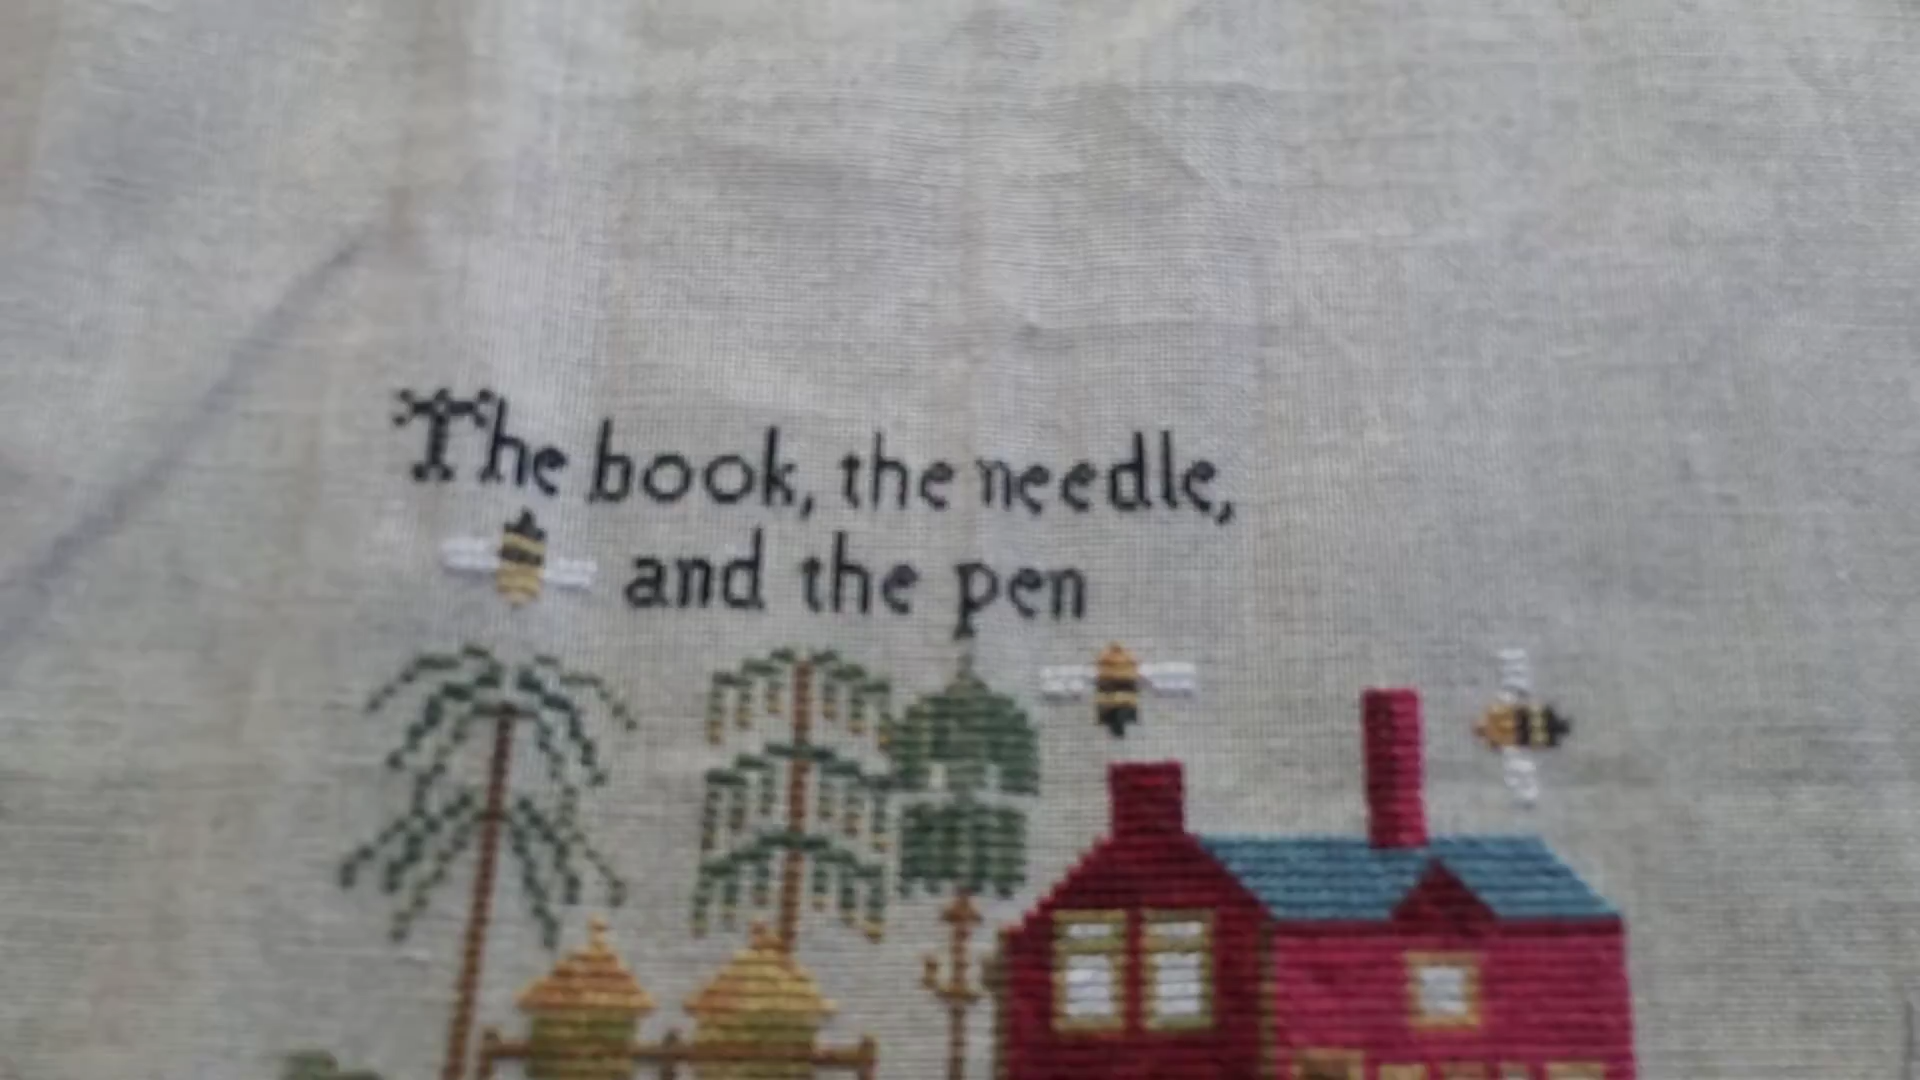 The book, the needle,
and the pen